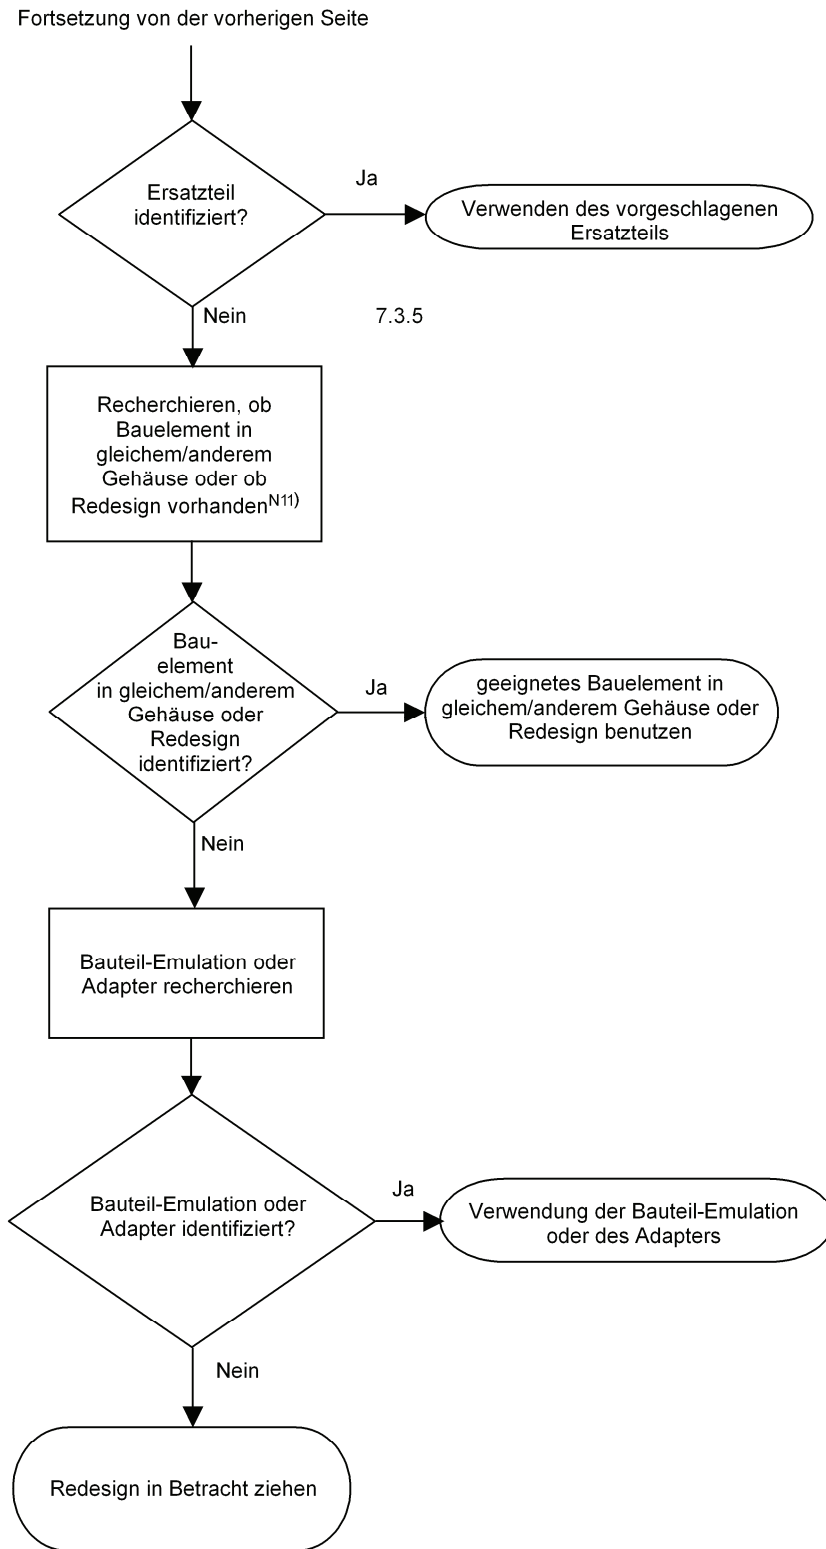 Fortsetzung von der vorherigen Seite
Ersatzteil
identifiziert?
Ja
Verwenden des vorgeschlagenen
Ersatzteils
Nein
7.3.5
Recherchieren, ob
Bauelement in
gleichem/anderem
Gehäuse oder ob
Redesign vorhandenN11)
Bau-
element
in gleichem/anderem
Gehäuse oder
Redesign
identifiziert?
Ja
geeignetes Bauelement in
gleichem/anderem Gehäuse oder
Redesign benutzen
Nein
Bauteil-Emulation oder
Adapter recherchieren
Bauteil-Emulation oder
Adapter identifiziert?
Ja
Verwendung der Bauteil-Emulation
oder des Adapters
Nein
Redesign in Betracht ziehen